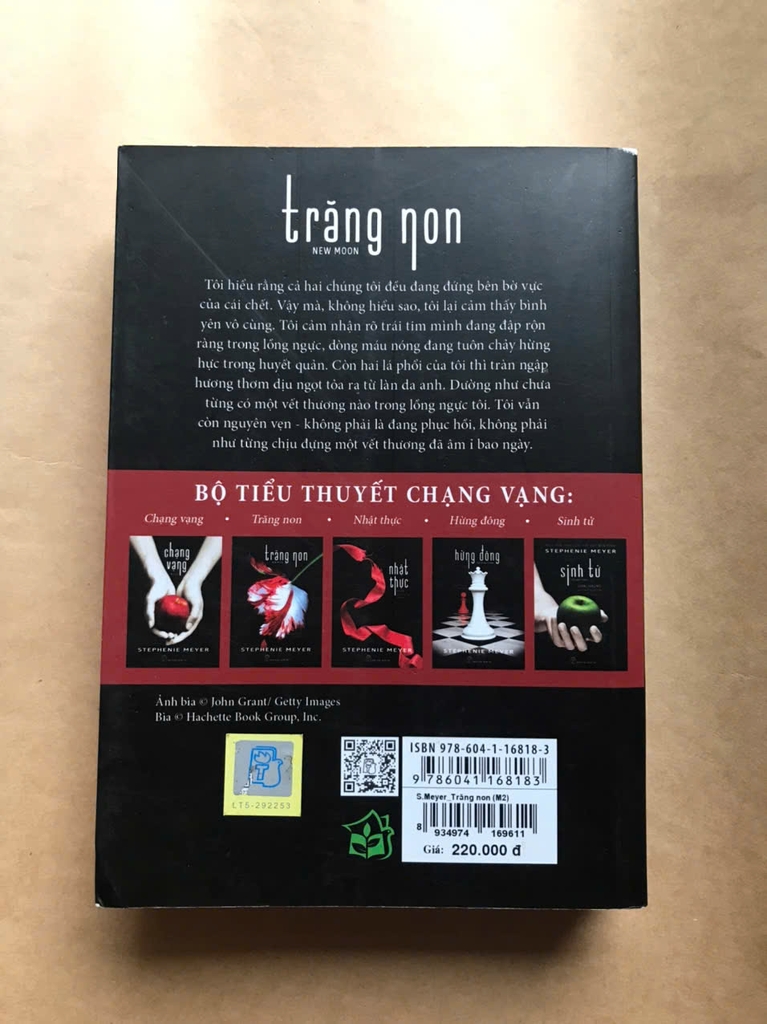 trăng non
NEW MOON
Tôi hiểu rằng cả hai chúng tôi đều đang đứng bên bờ vực
của cái chết. Vậy mà, không hiểu sao, tôi lại cảm thấy bình
yên vô cùng. Tôi cảm nhận rõ trái tim mình đang đập rộn
ràng trong lồng ngực, dòng máu nóng đang tuôn chảy hừng
hực trong huyết quản. Còn hai lá phổi của tôi thì tràn ngập
hương thơm dịu ngọt tỏa ra từ làn da anh. Dường như chưa
từng có một vết thương nào trong lồng ngực tôi. Tôi vẫn
còn nguyên vẹn - không phải là đang phục hồi, không phải
như từng chịu đựng một vết thương đã âm ỉ bao ngày.
BỘ TIỂU THUYẾT CHẠNG VẠNG:
Chạng vạng • Trăng non • Nhật thực • Hừng đông • Sinh tử
chạng
vạng
STEPHENIE MEYER
trăng non
STEPHENIE MEYER
nhật
thực
STEPHENIE MEYER
hừng đông
STEPHENIE MEYER
STEPHENIE MEYER
sinh tử
Ảnh bìa © John Grant/ Getty Images
Bìa © Hachette Book Group, Inc.
LT5-292253
ISBN 978-604-1-16818-3
9 786041 168183
S.Meyer_Trăng non (M2)
8 934974 169611
Giá: 220.000 đ